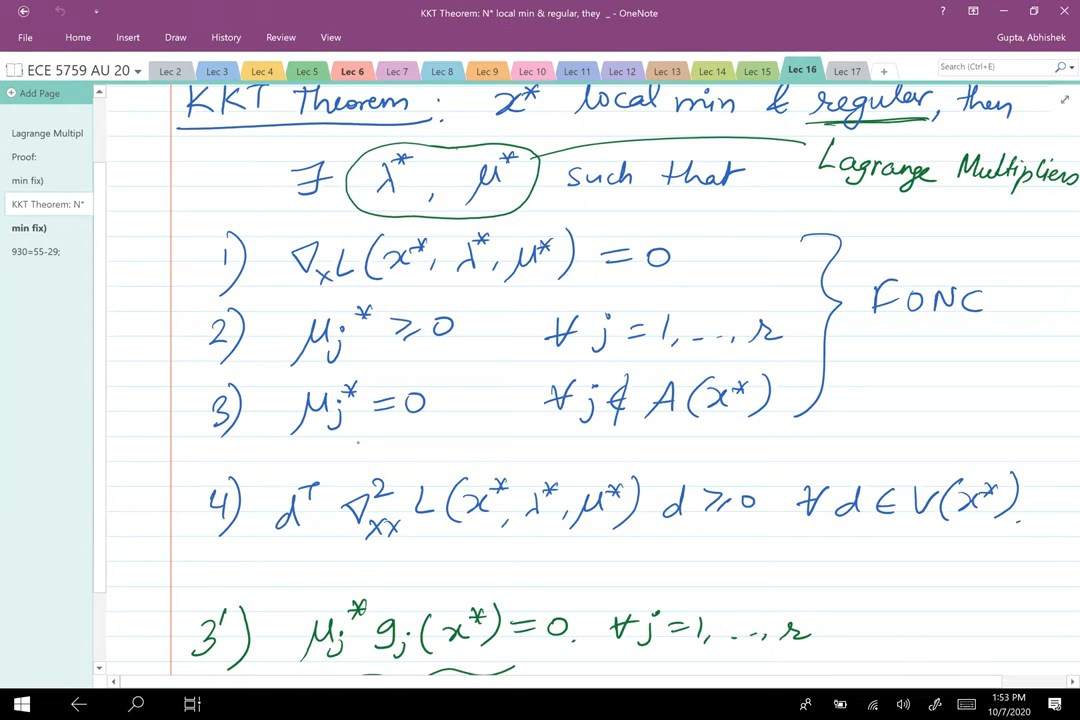 KKT Theorem: N* local min & regular, they _ - OneNote
File Home Insert Draw History Review View Gupta, Abhishek
ECE 5759 AU 20 Lec 2 Lec 3 Lec 4 Lec 5 Lec 6 Lec 7 Lec 8 Lec 9 Lec 10 Lec 11 Lec 12 Lec 13 Lec 14 Lec 15 Lec 16 Lec 17 + Search (Ctrl+E)
Add Page
Lagrange Multipl
Proof:
min fix)
KKT Theorem: N*
min fix)
930=55-29;
KKT Theorem : x* local min & regular, then
∃ λ*, μ* such that Lagrange Multipliers
1) ∇ₓL(x*, λ*, μ*) = 0
2) μⱼ* ≥ 0 ∀ j = 1, ..., r
FONC
3) μⱼ* = 0 ∀ j ∉ A(x*)
4) dᵀ ∇²ₓₓ L(x*, λ*, μ*) d ≥ 0 ∀ d ∈ V(x*).
3') μⱼ* gⱼ(x*) = 0. ∀ j = 1, ..., r
1:53 PM
10/7/2020